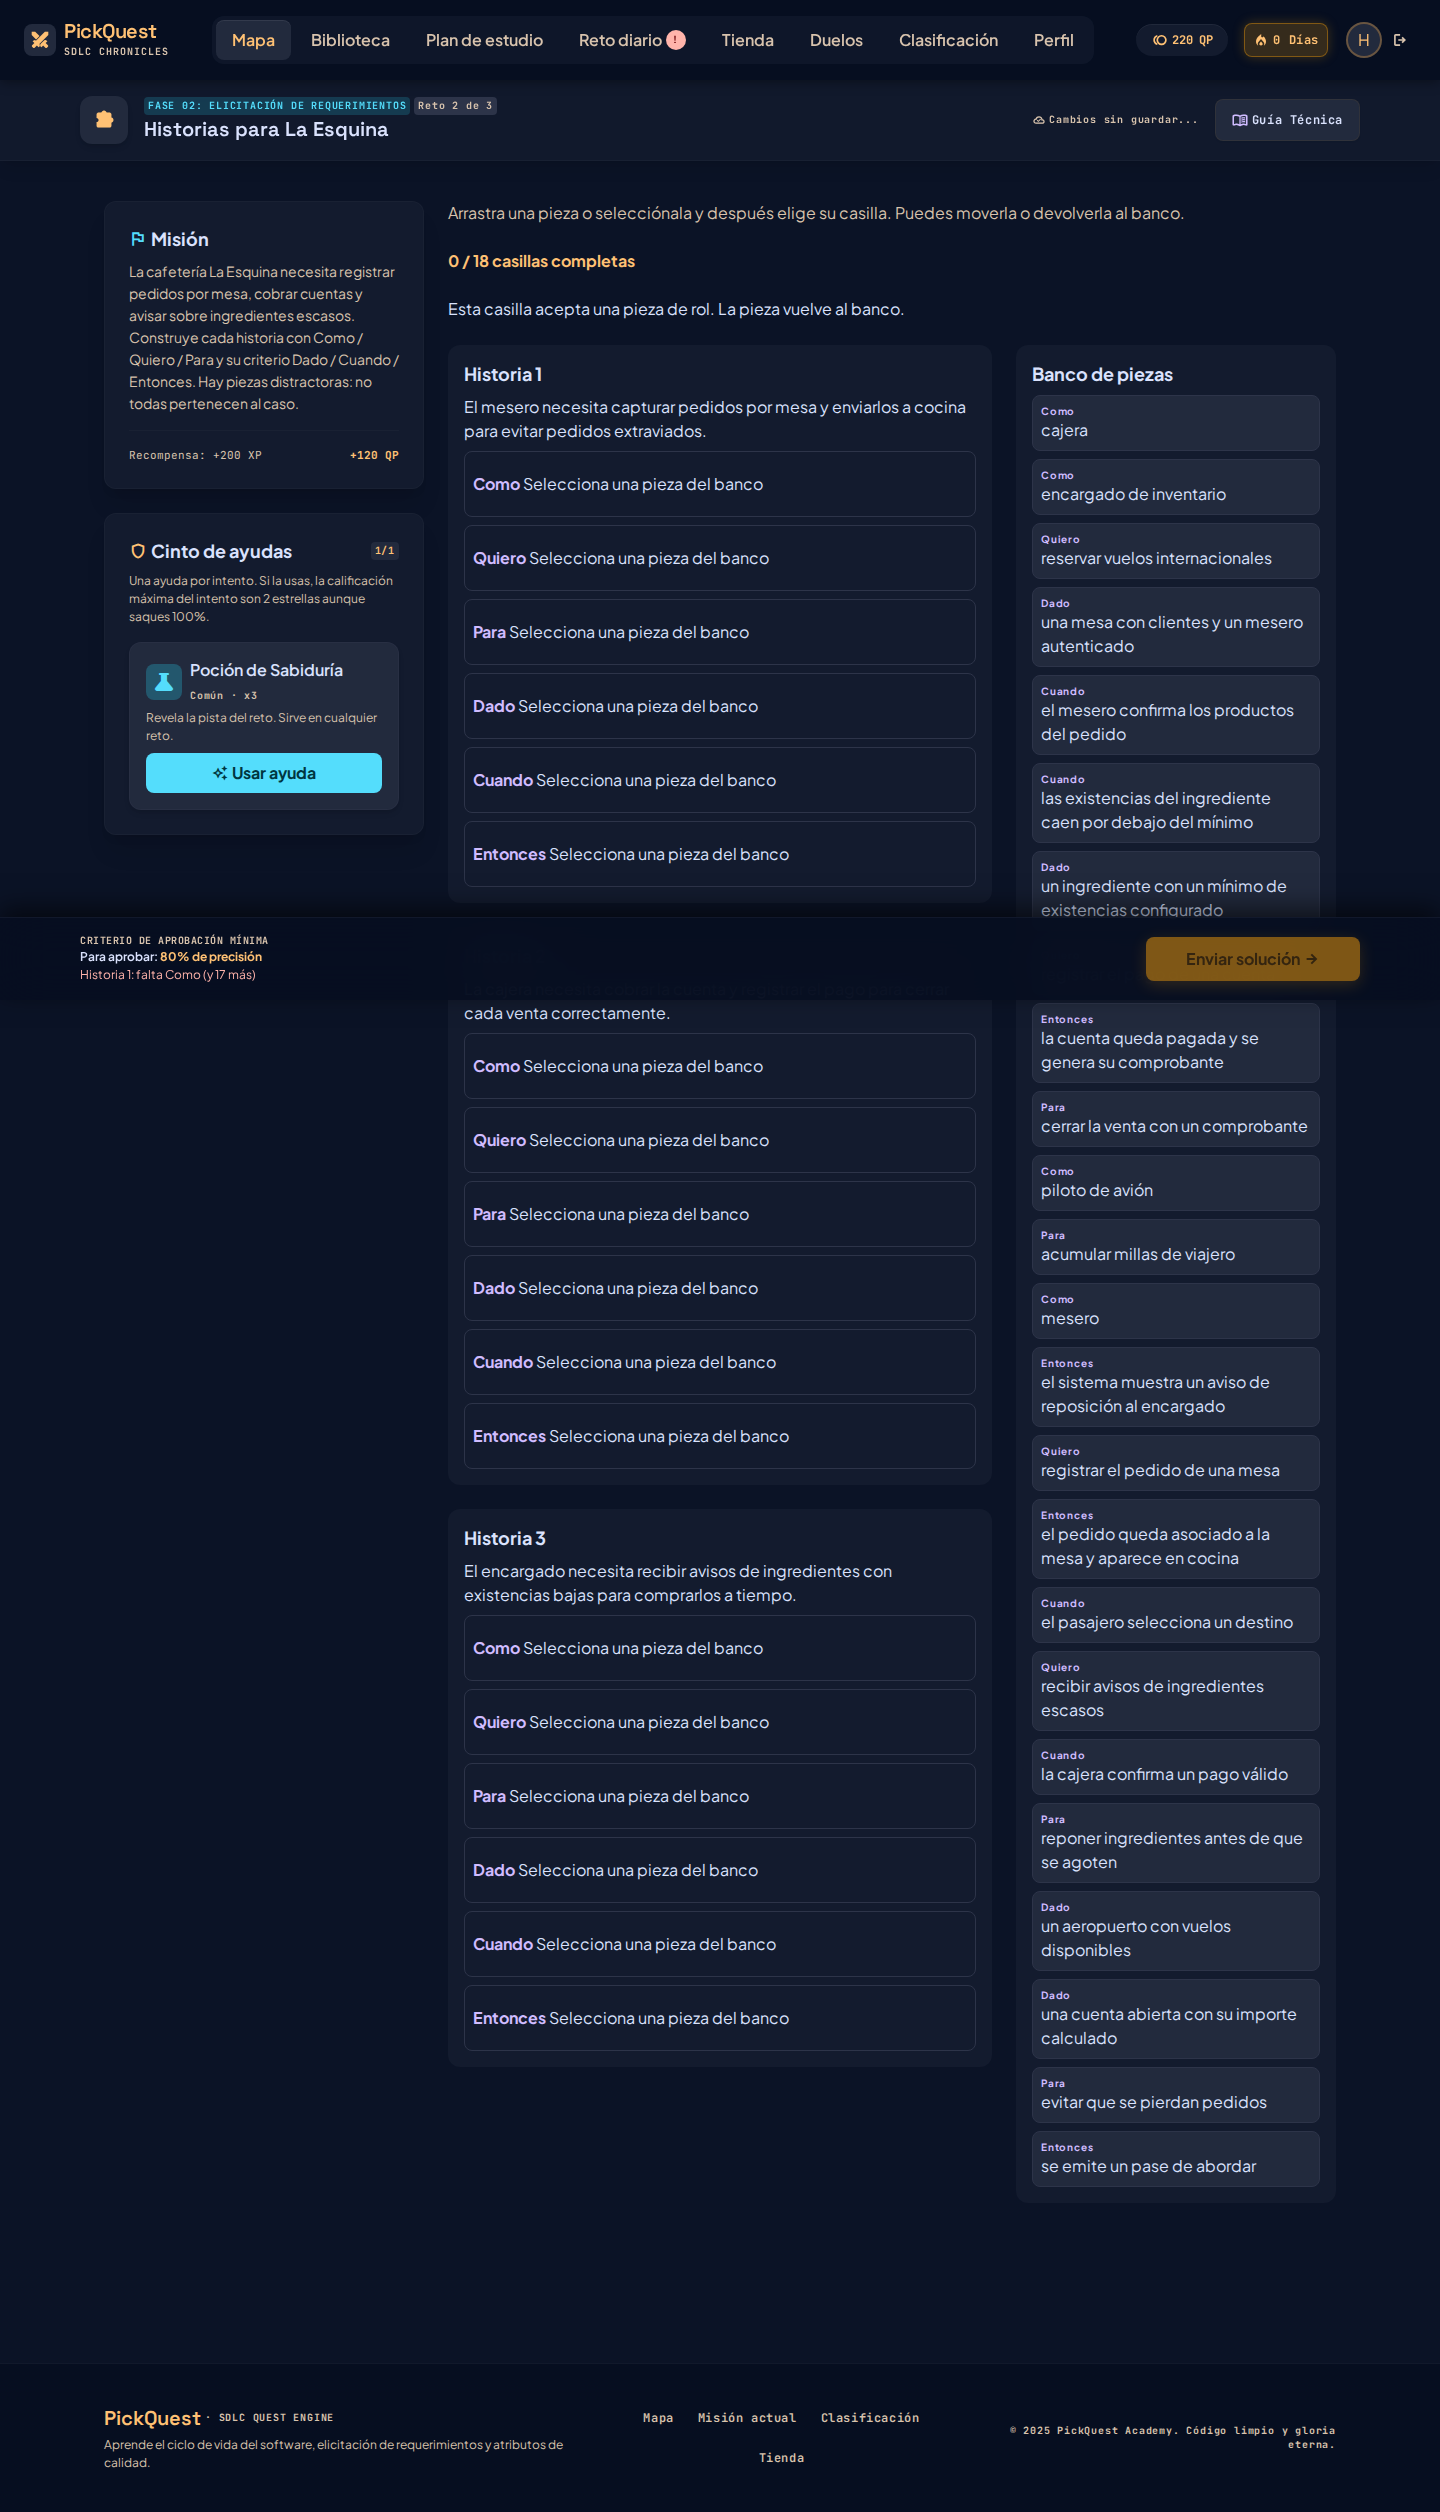 PickQuest
SDLC CHRONICLES
Mapa
Biblioteca
Plan de estudio
Reto diario !
Tienda
Duelos
Clasificación
Perfil
220 QP
0 Días
H
FASE 02: ELICITACIÓN DE REQUERIMIENTOS
Reto 2 de 3
Historias para La Esquina
Cambios sin guardar...
Guía Técnica
Misión
La cafetería La Esquina necesita registrar
pedidos por mesa, cobrar cuentas y
avisar sobre ingredientes escasos.
Construye cada historia con Como /
Quiero / Para y su criterio Dado / Cuando /
Entonces. Hay piezas distractoras: no
todas pertenecen al caso.
Recompensa: +200 XP
+120 QP
Cinto de ayudas
1/1
Una ayuda por intento. Si la usas, la calificación
máxima del intento son 2 estrellas aunque
saques 100%.
Poción de Sabiduría
Común · x3
Revela la pista del reto. Sirve en cualquier
reto.
Usar ayuda
Arrastra una pieza o selecciónala y después elige su casilla. Puedes moverla o devolverla al banco.
0 / 18 casillas completas
Esta casilla acepta una pieza de rol. La pieza vuelve al banco.
Historia 1
El mesero necesita capturar pedidos por mesa y enviarlos a cocina
para evitar pedidos extraviados.
Como Selecciona una pieza del banco
Quiero Selecciona una pieza del banco
Para Selecciona una pieza del banco
Dado Selecciona una pieza del banco
Cuando Selecciona una pieza del banco
Entonces Selecciona una pieza del banco
cada venta correctamente.
Como Selecciona una pieza del banco
Quiero Selecciona una pieza del banco
Para Selecciona una pieza del banco
Dado Selecciona una pieza del banco
Cuando Selecciona una pieza del banco
Entonces Selecciona una pieza del banco
Historia 3
El encargado necesita recibir avisos de ingredientes con
existencias bajas para comprarlos a tiempo.
Como Selecciona una pieza del banco
Quiero Selecciona una pieza del banco
Para Selecciona una pieza del banco
Dado Selecciona una pieza del banco
Cuando Selecciona una pieza del banco
Entonces Selecciona una pieza del banco
Banco de piezas
Como
cajera
Como
encargado de inventario
Quiero
reservar vuelos internacionales
Dado
una mesa con clientes y un mesero
autenticado
Cuando
el mesero confirma los productos
del pedido
Cuando
las existencias del ingrediente
caen por debajo del mínimo
Dado
un ingrediente con un mínimo de
existencias configurado
Entonces
la cuenta queda pagada y se
genera su comprobante
Para
cerrar la venta con un comprobante
Como
piloto de avión
Para
acumular millas de viajero
Como
mesero
Entonces
el sistema muestra un aviso de
reposición al encargado
Quiero
registrar el pedido de una mesa
Entonces
el pedido queda asociado a la
mesa y aparece en cocina
Cuando
el pasajero selecciona un destino
Quiero
recibir avisos de ingredientes
escasos
Cuando
la cajera confirma un pago válido
Para
reponer ingredientes antes de que
se agoten
Dado
un aeropuerto con vuelos
disponibles
Dado
una cuenta abierta con su importe
calculado
Para
evitar que se pierdan pedidos
Entonces
se emite un pase de abordar
CRITERIO DE APROBACIÓN MÍNIMA
Para aprobar: 80% de precisión
Historia 1: falta Como (y 17 más)
Enviar solución
PickQuest · SDLC QUEST ENGINE
Aprende el ciclo de vida del software, elicitación de requerimientos y atributos de
calidad.
Mapa
Misión actual
Clasificación
Tienda
© 2025 PickQuest Academy. Código limpio y gloria
eterna.